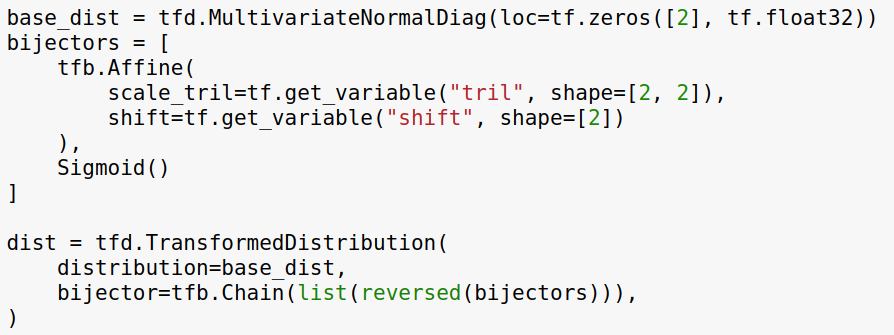 base_dist = tfd.MultivariateNormalDiag(loc=tf.zeros([2], tf.float32))
bijectors = [
    tfb.Affine(
        scale_tril=tf.get_variable("tril", shape=[2, 2]),
        shift=tf.get_variable("shift", shape=[2])
    ),
    Sigmoid()
]

dist = tfd.TransformedDistribution(
    distribution=base_dist,
    bijector=tfb.Chain(list(reversed(bijectors))),
)